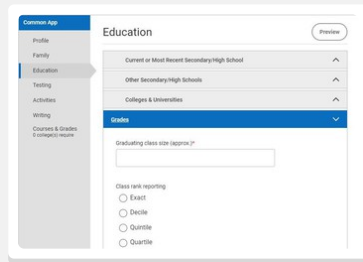 Common App
Profile
Family
Education
Testing
Activities
Writing
Courses & Grades
0 college(s) require
Education
Preview
Current or Most Recent Secondary/High School
Other Secondary/High Schools
Colleges & Universities
Grades
Graduating class size (approx.)*
Class rank reporting
Exact
Decile
Quintile
Quartile